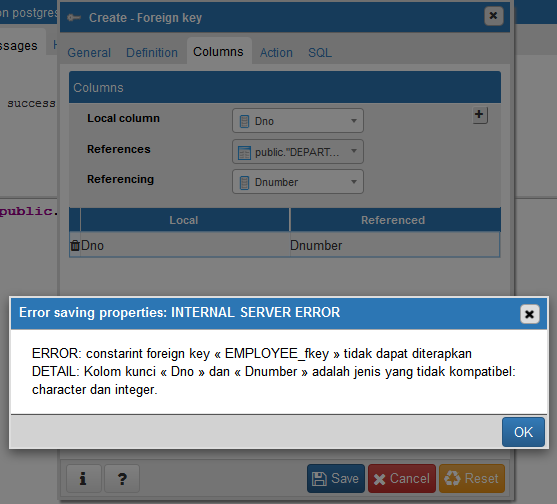 on postgres
Create - Foreign key
ssages
General
Definition
Columns
Action
SQL
Columns
success
Local column
Dno
References
public."DEPART...
Referencing
Dnumber
public.
Local
Referenced
Dno
Dnumber
Error saving properties: INTERNAL SERVER ERROR
ERROR: constarint foreign key « EMPLOYEE_fkey » tidak dapat diterapkan
DETAIL: Kolom kunci « Dno » dan « Dnumber » adalah jenis yang tidak kompatibel:
character dan integer.
OK
i
?
Save
Cancel
Reset